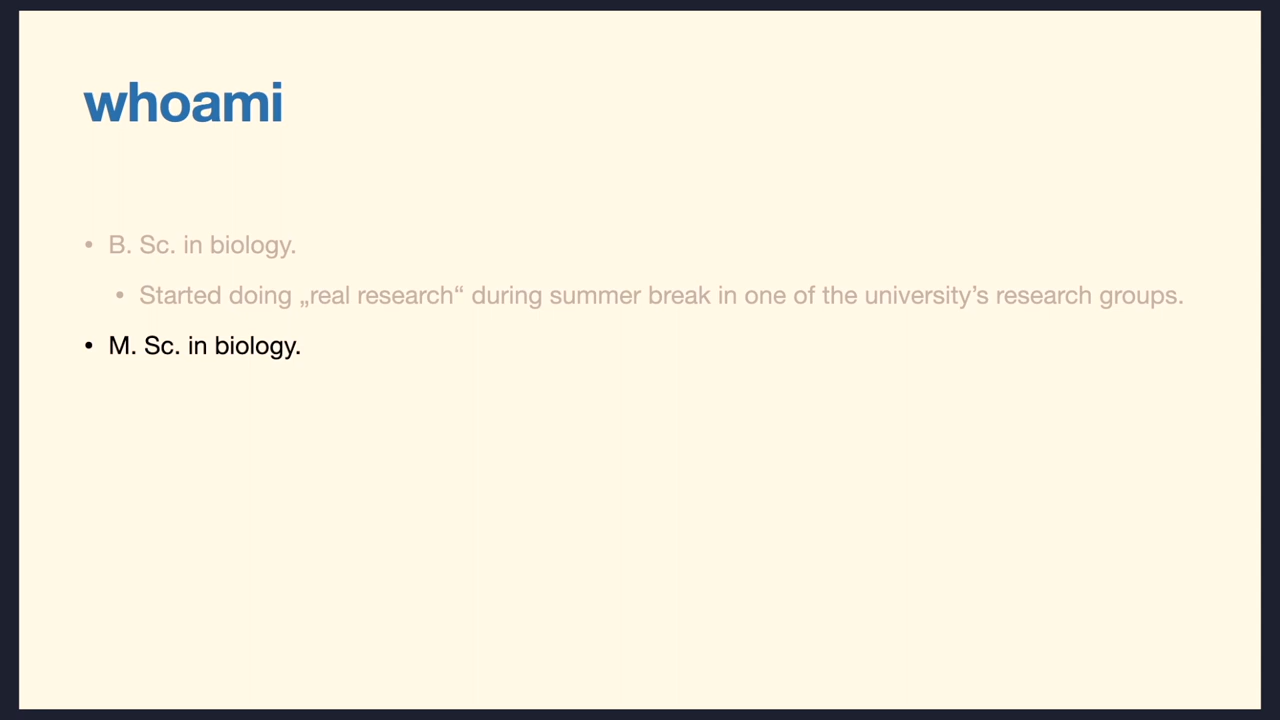 whoami
• B. Sc. in biology.
• Started doing „real research“ during summer break in one of the university’s research groups.
• M. Sc. in biology.